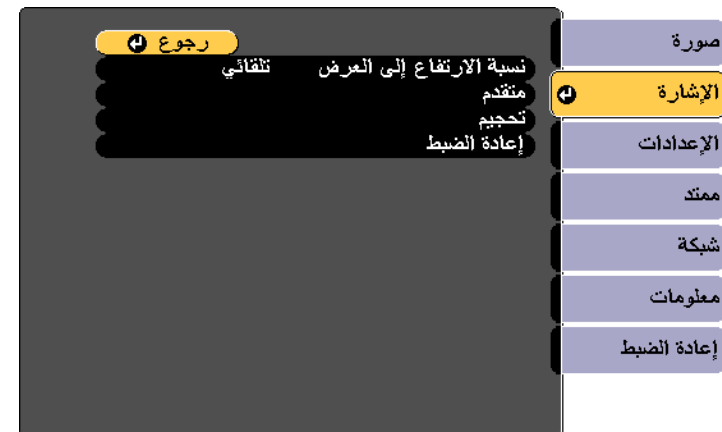 صورة
الإشارة
الإعدادات
ممتد
شبكة
معلومات
إعادة الضبط
رجوع
نسبة الارتفاع إلى العرض تلقائي
متقدم
تحجيم
إعادة الضبط